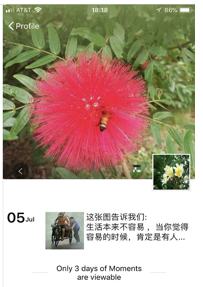 18:18
86%
Profile
05 Jul
这张图告诉我们:
生活本来不容易，当你觉得
容易的时候，肯定是有人...
Only 3 days of Moments
are viewable